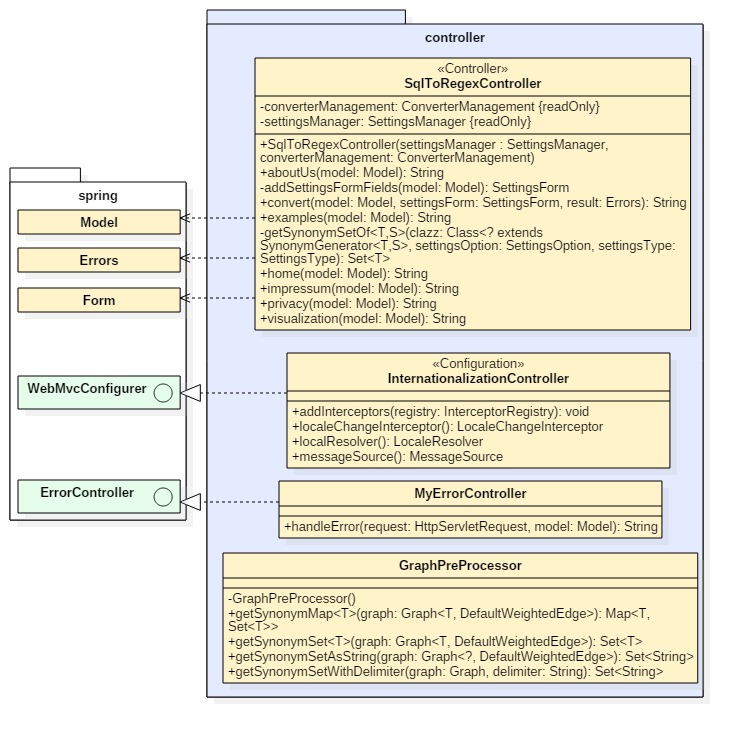 controller
«Controller»
SqlToRegexController
-converterManagement: ConverterManagement {readOnly}
-settingsManager: SettingsManager {readOnly}
+SqlToRegexController(settingsManager : SettingsManager,
converterManagement: ConverterManagement)
+aboutUs(model: Model): String
-addSettingsFormFields(model: Model): SettingsForm
+convert(model: Model, settingsForm: SettingsForm, result: Errors): String
+examples(model: Model): String
-getSynonymSetOf<T,S>(clazz: Class<? extends
SynonymGenerator<T,S>, settingsOption: SettingsOption, settingsType:
SettingsType): Set<T>
+home(model: Model): String
+impressum(model: Model): String
+privacy(model: Model): String
+visualization(model: Model): String
spring
Model
Errors
Form
WebMvcConfigurer
ErrorController
«Configuration»
InternationalizationController
+addInterceptors(registry: InterceptorRegistry): void
+localeChangeInterceptor(): LocaleChangeInterceptor
+localResolver(): LocaleResolver
+messageSource(): MessageSource
MyErrorController
+handleError(request: HttpServletRequest, model: Model): String
GraphPreProcessor
-GraphPreProcessor()
+getSynonymMap<T>(graph: Graph<T, DefaultWeightedEdge>): Map<T,
Set<T>>
+getSynonymSet<T>(graph: Graph<T, DefaultWeightedEdge>): Set<T>
+getSynonymSetAsString(graph: Graph<?, DefaultWeightedEdge>): Set<String>
+getSynonymSetWithDelimiter(graph: Graph, delimiter: String): Set<String>